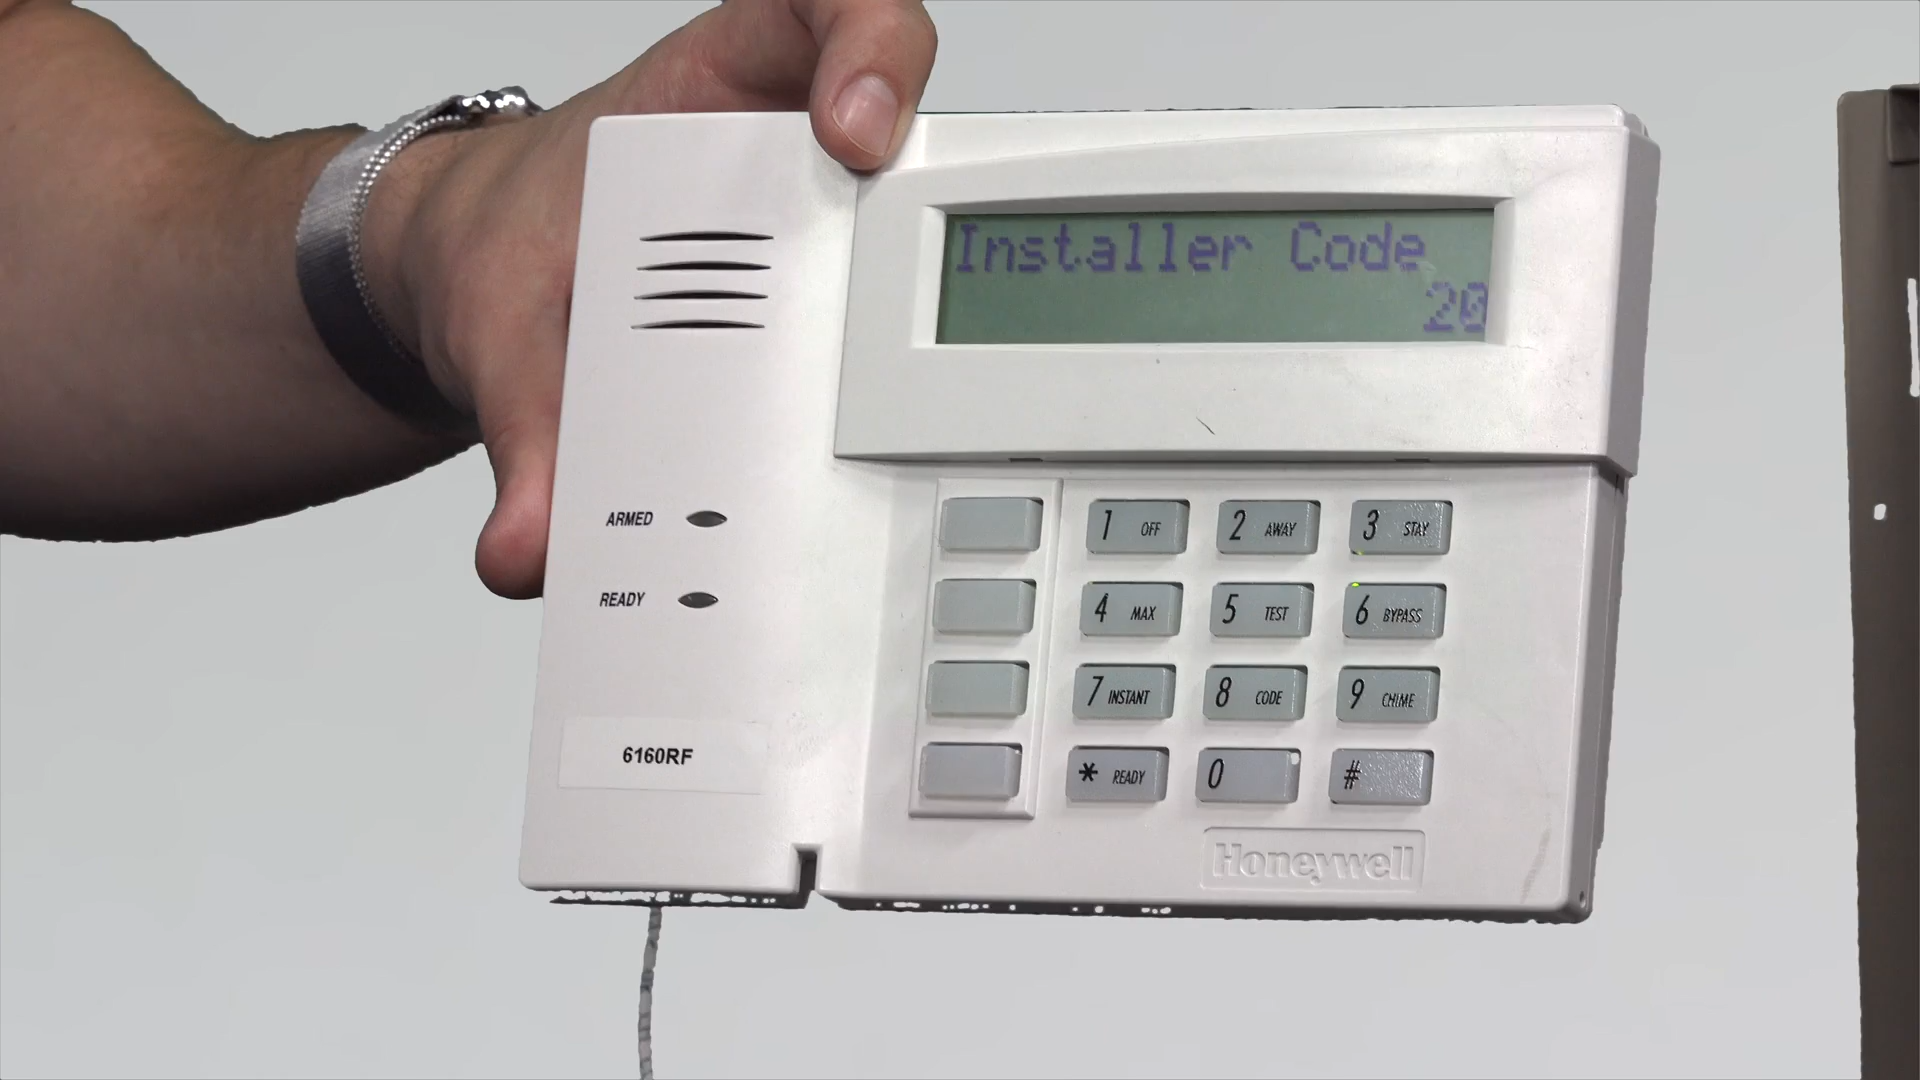 Installer Code
20
ARMED
READY
6160RF
1 OFF
2 AWAY
3 STAY
4 MAX
5 TEST
6 BYPASS
7 INSTANT
8 CODE
9 CHIME
* READY
0
#
Honeywell